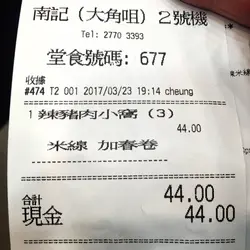 南記（大角咀）2號機
Tel: 2770 3393
堂食號碼: 677
收據
#474 T2 001 2017/03/23 19:14 cheung
1 辣豬肉小窩 (3)
44.00
米線 加春卷
合計 44.00
現金 44.00